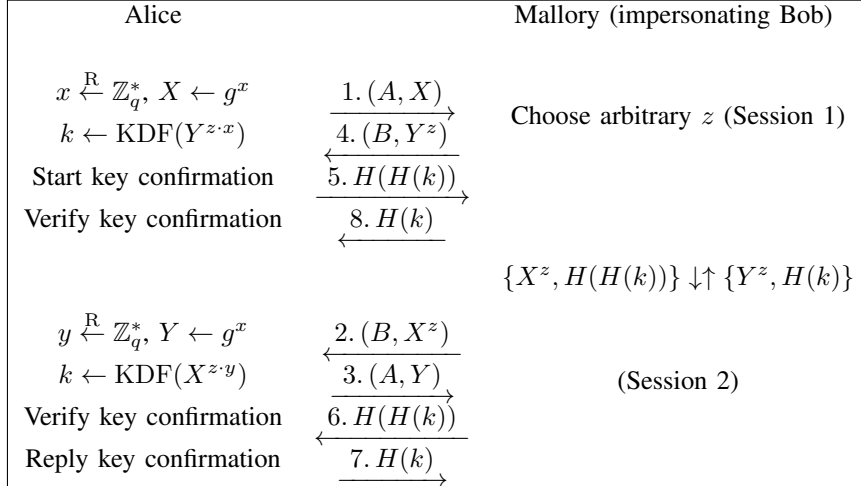 Alice Mallory (impersonating Bob)
x ←R ℤ*q, X ← g^x 1. (A, X) Choose arbitrary z (Session 1)
k ← KDF(Y^{z·x}) 4. (B, Y^z)
Start key confirmation 5. H(H(k))
Verify key confirmation 8. H(k)
{X^z, H(H(k))} ↓↑ {Y^z, H(k)}
y ←R ℤ*q, Y ← g^x 2. (B, X^z)
k ← KDF(X^{z·y}) 3. (A, Y) (Session 2)
Verify key confirmation 6. H(H(k))
Reply key confirmation 7. H(k)